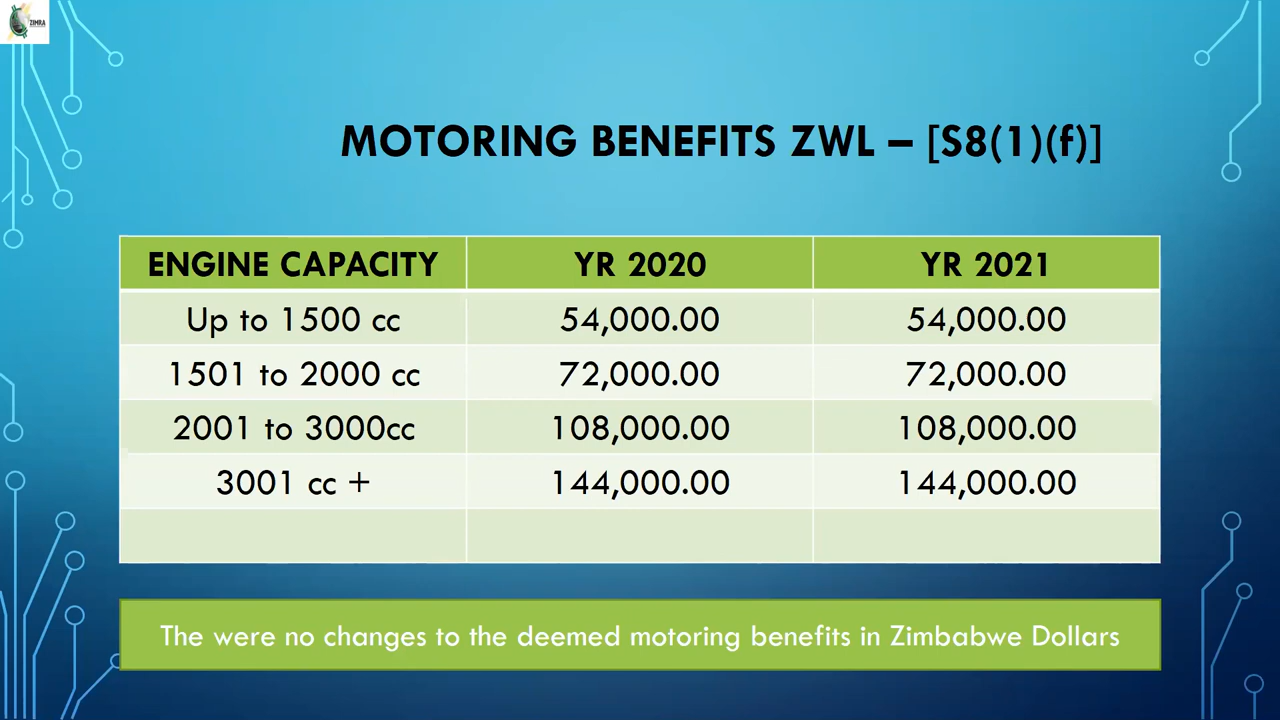 ZIMRA
MOTORING BENEFITS ZWL – [S8(1)(f)]
ENGINE CAPACITY YR 2020 YR 2021
Up to 1500 cc 54,000.00 54,000.00
1501 to 2000 cc 72,000.00 72,000.00
2001 to 3000cc 108,000.00 108,000.00
3001 cc + 144,000.00 144,000.00
The were no changes to the deemed motoring benefits in Zimbabwe Dollars